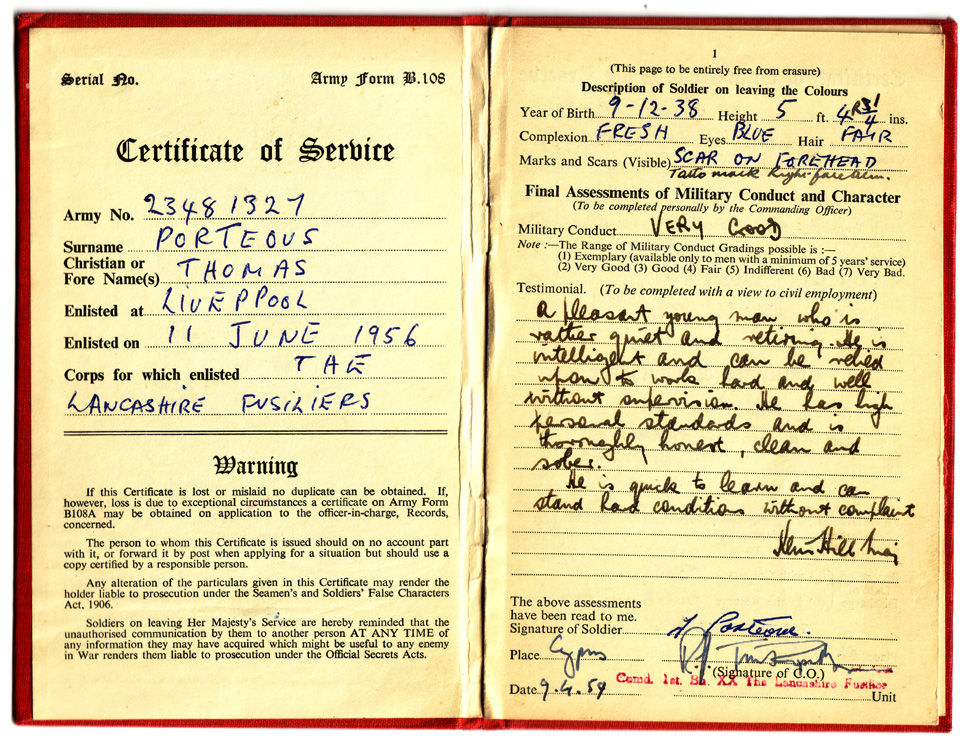 Serial No. Army Form B.108
Certificate of Service
Army No. 23481327
Surname PORTEOUS
Christian or
Fore Name(s) THOMAS
Enlisted at LIVERPOOL
Enlisted on 11 JUNE 1956
Corps for which enlisted THE
LANCASHIRE FUSILIERS
Warning
If this Certificate is lost or mislaid no duplicate can be obtained. If,
however, loss is due to exceptional circumstances a certificate on Army Form
B108A may be obtained on application to the officer-in-charge, Records,
concerned.
The person to whom this Certificate is issued should on no account part
with it, or forward it by post when applying for a situation but should use a
copy certified by a responsible person.
Any alteration of the particulars given in this Certificate may render the
holder liable to prosecution under the Seamen's and Soldiers' False Characters
Act, 1906.
Soldiers on leaving Her Majesty's Service are hereby reminded that the
unauthorised communication by them to another person AT ANY TIME of
any information they may have acquired which might be useful to any enemy
in War renders them liable to prosecution under the Official Secrets Acts.
1
(This page to be entirely free from erasure)
Description of Soldier on leaving the Colours
Year of Birth 9-12-38 Height 5 ft. 4 ins.
Complexion FRESH Eyes BLUE Hair FAIR
Marks and Scars (Visible) SCAR ON FOREHEAD
Tatto mark Right forearm.
Final Assessments of Military Conduct and Character
(To be completed personally by the Commanding Officer)
Military Conduct VERY GOOD
Note :—The Range of Military Conduct Gradings possible is :—
(1) Exemplary (available only to men with a minimum of 5 years' service)
(2) Very Good (3) Good (4) Fair (5) Indifferent (6) Bad (7) Very Bad.
Testimonial. (To be completed with a view to civil employment)
A pleasant young man who is
rather quiet and retiring. He is
intelligent and can be relied
upon to work hard and well
without supervision. He has high
personal standards and is
thoroughly honest, clean and
sober.
He is quick to learn and can
stand hard conditions without complaint
Hill Maj
The above assessments
have been read to me.
Signature of Soldier T Porteous.
Place Cyprus
(Signature of C.O.)
Comd. 1st. Bn. XX The Lancashire Fusilier
Date 9.4.59 Unit